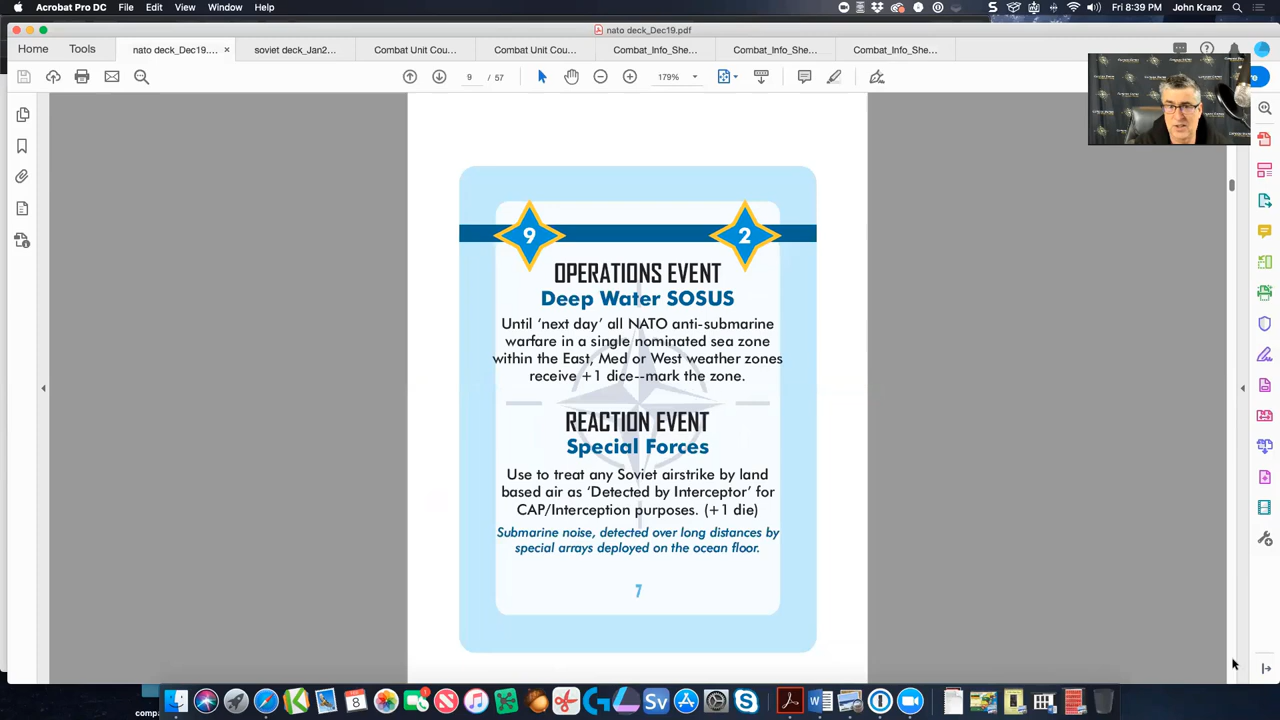 Acrobat Pro DC File Edit View Window Help
Fri 8:39 PM John Kranz
nato deck_Dec19.pdf
Home Tools nato deck_Dec19.... × soviet deck_Jan2... Combat Unit Cou... Combat Unit Cou... Combat_Info_She... Combat_Info_She... Combat_Info_She...
9 / 57 179%
9 2
OPERATIONS EVENT
Deep Water SOSUS
Until ‘next day’ all NATO anti-submarine
warfare in a single nominated sea zone
within the East, Med or West weather zones
receive +1 dice--mark the zone.
REACTION EVENT
Special Forces
Use to treat any Soviet airstrike by land
based air as ‘Detected by Interceptor’ for
CAP/Interception purposes. (+1 die)
Submarine noise, detected over long distances by
special arrays deployed on the ocean floor.
7
compa
8
Sv